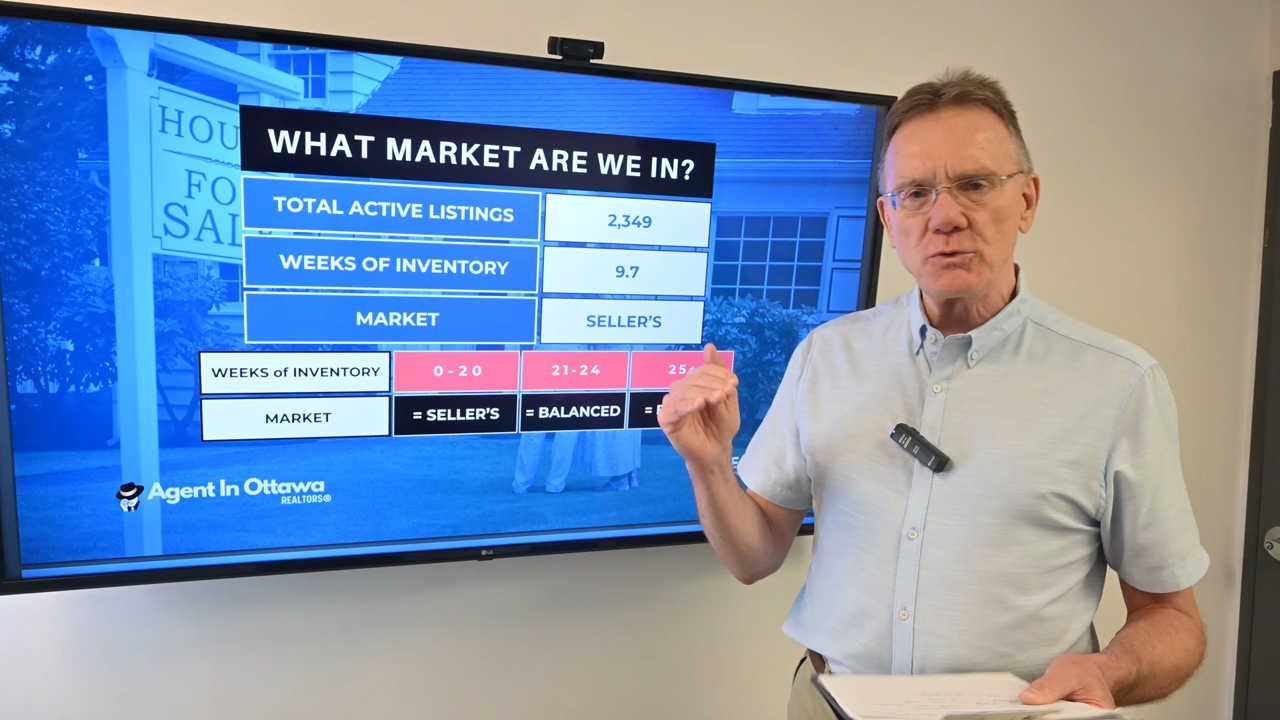 HOU
FO
SAL
WHAT MARKET ARE WE IN?
TOTAL ACTIVE LISTINGS 2,349
WEEKS OF INVENTORY 9.7
MARKET SELLER'S
WEEKS of INVENTORY 0-20 21-24 25+
MARKET = SELLER'S = BALANCED =
Agent In Ottawa
REALTORS®
LG